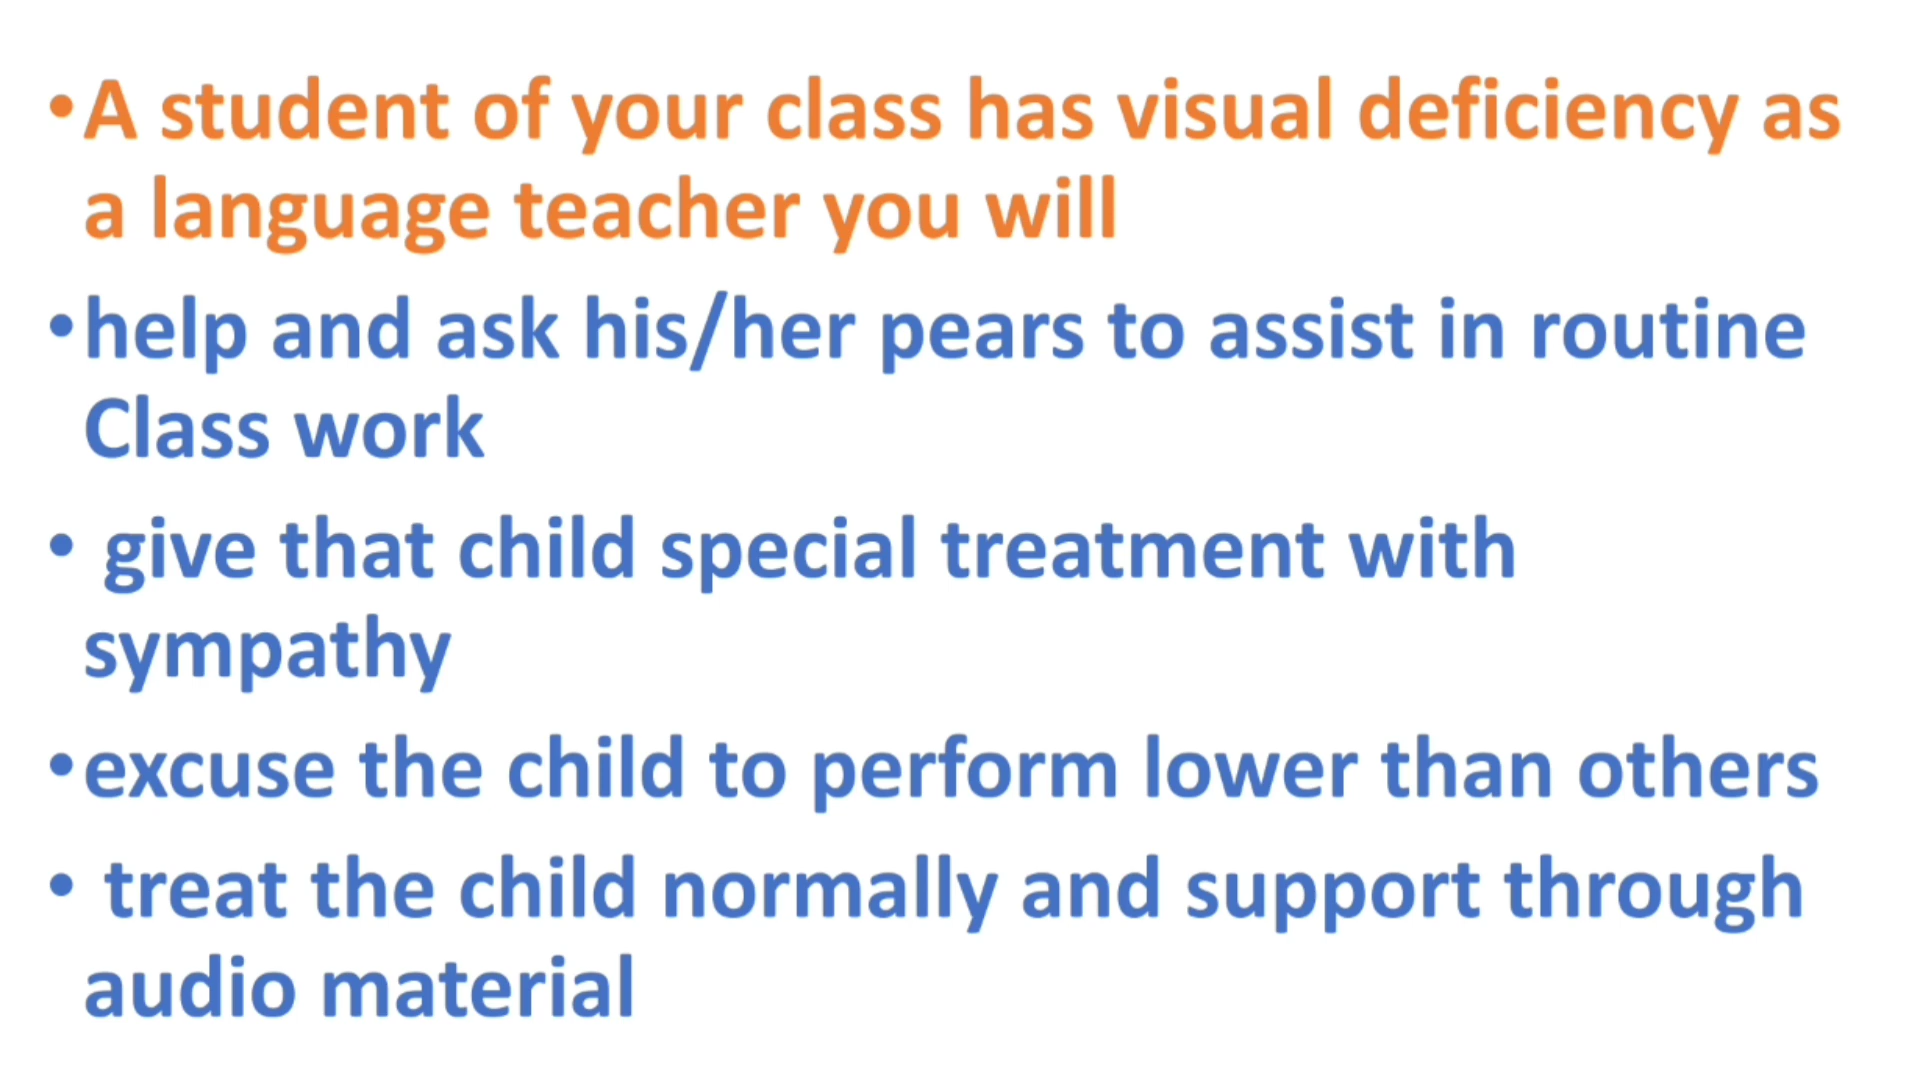 •A student of your class has visual deficiency as
a language teacher you will
•help and ask his/her pears to assist in routine
Class work
• give that child special treatment with
sympathy
•excuse the child to perform lower than others
• treat the child normally and support through
audio material